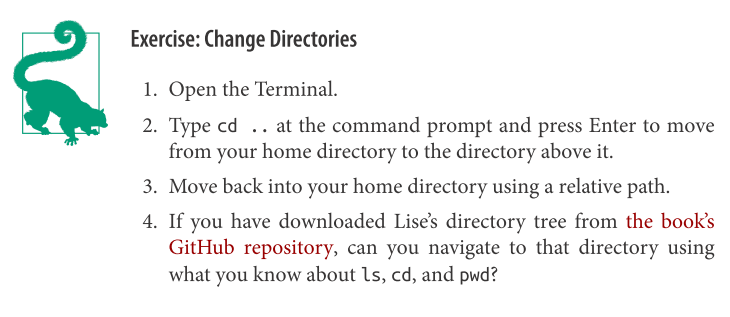 Exercise: Change Directories
1. Open the Terminal.
2. Type cd .. at the command prompt and press Enter to move
from your home directory to the directory above it.
3. Move back into your home directory using a relative path.
4. If you have downloaded Lise’s directory tree from the book’s
GitHub repository, can you navigate to that directory using
what you know about ls, cd, and pwd?